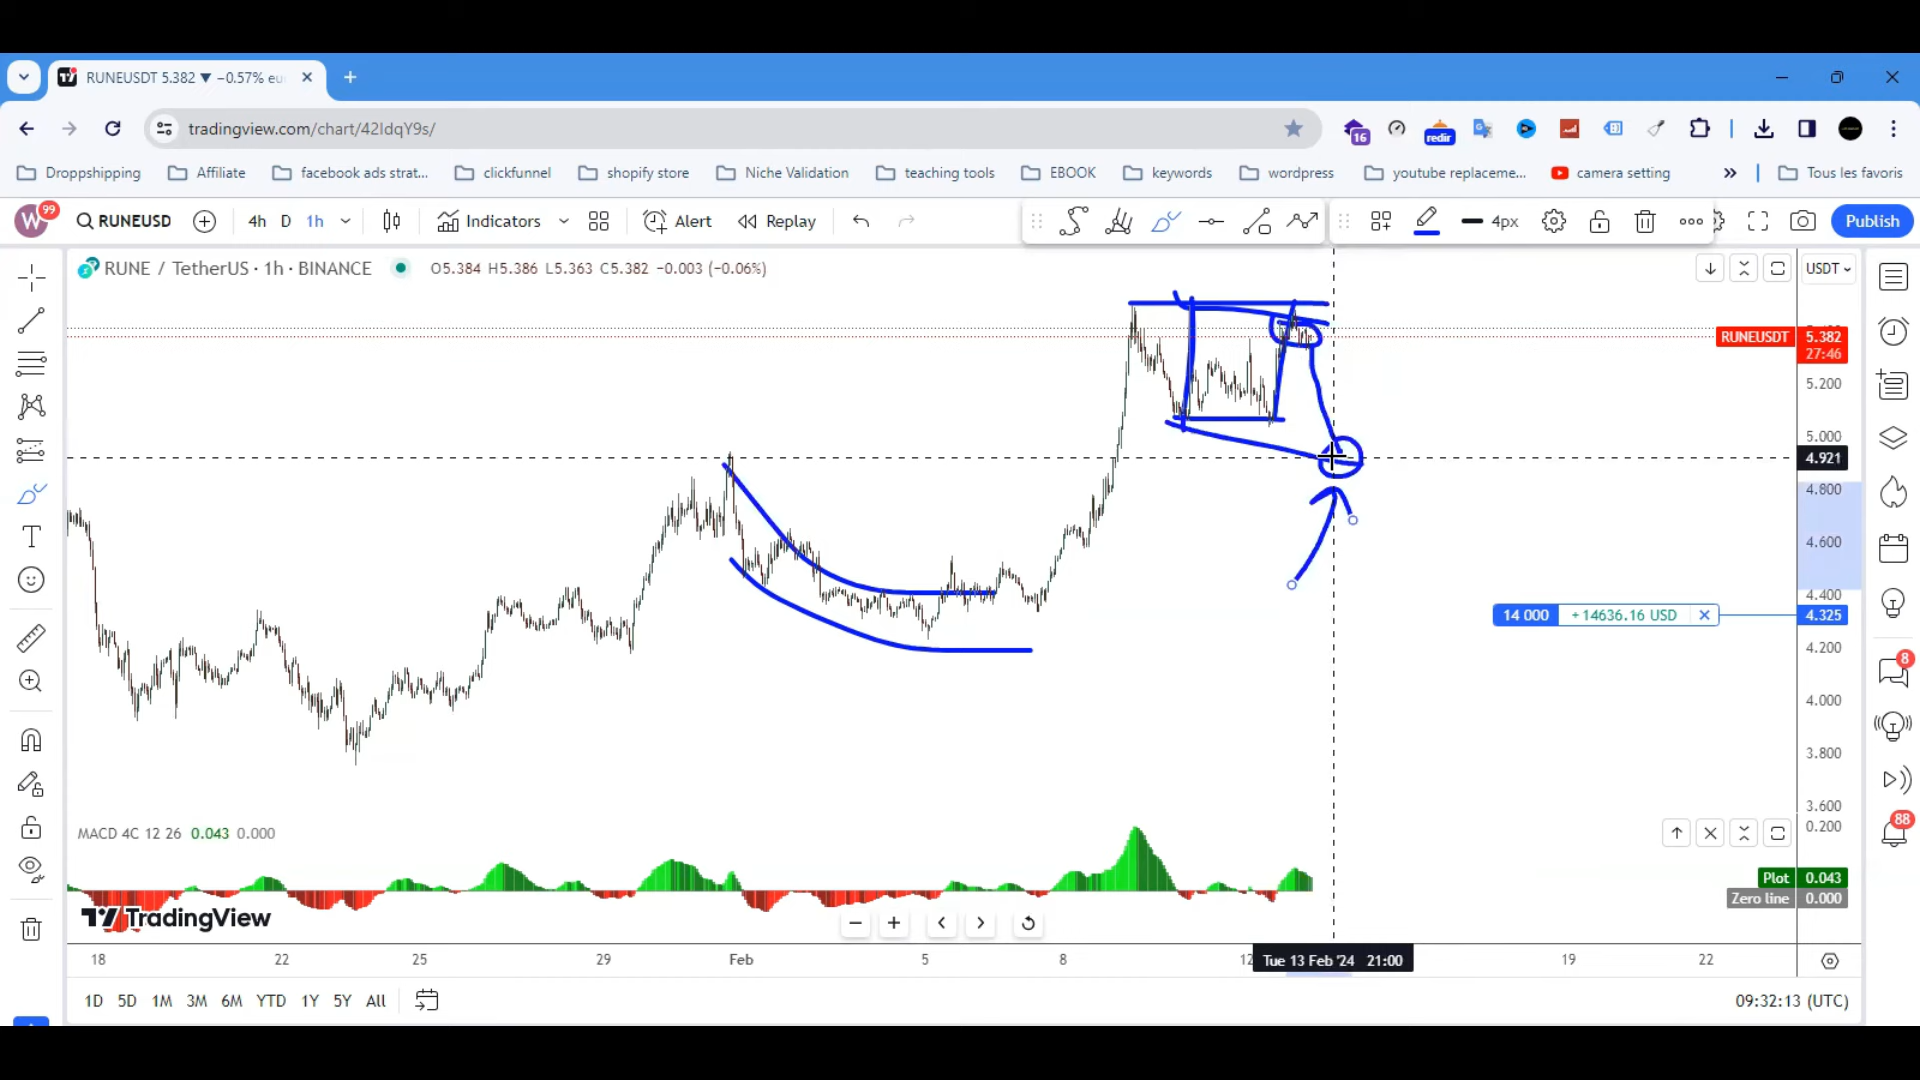 RUNEUSDT 5.382 ▼ −0.57% eu
tradingview.com/chart/42IdqY9s/
16
redir
Droppshipping
Affiliate
facebook ads strat...
clickfunnel
shopify store
Niche Validation
teaching tools
EBOOK
keywords
wordpress
youtube replaceme...
camera setting
»
Tous les favoris
W
99
RUNEUSD
4h D 1h
Indicators
Alert
Replay
4px
Publish
RUNE / TetherUS · 1h · BINANCE
O5.384 H5.386 L5.363 C5.382 −0.003 (−0.06%)
USDT
RUNEUSDT 5.382
27:46
5.200
5.000
4.921
4.800
4.600
4.400
14 000 +14636.16 USD
4.325
4.200
4.000
3.800
3.600
MACD 4C 12 26 0.043 0.000
0.200
Plot 0.043
Zero line 0.000
TradingView
18 22 25 29 Feb 5 8 12 Tue 13 Feb '24 21:00 19 22
1D 5D 1M 3M 6M YTD 1Y 5Y All
09:32:13 (UTC)
8
88